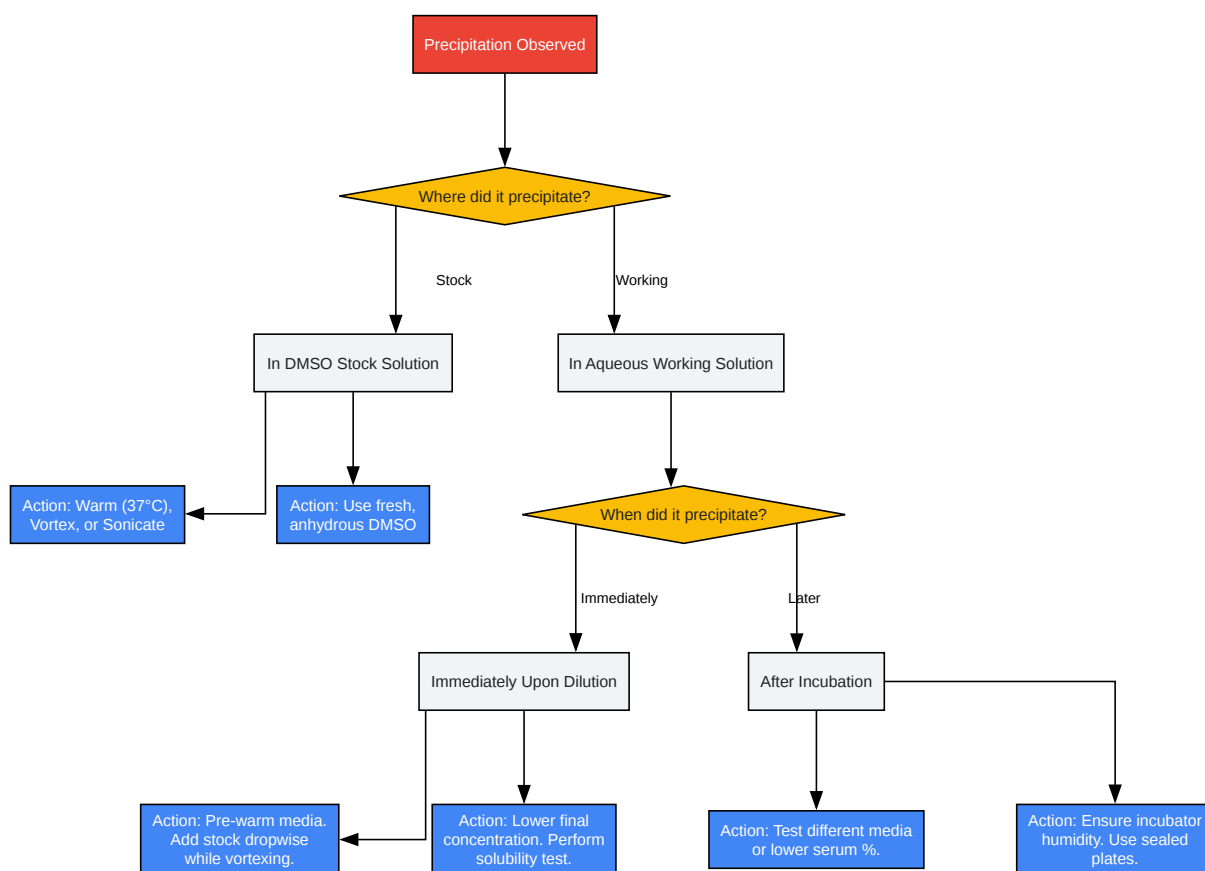 Precipitation Observed
Where did it precipitate?
Stock
Working
In DMSO Stock Solution
In Aqueous Working Solution
Action: Warm (37°C),
Vortex, or Sonicate
Action: Use fresh,
anhydrous DMSO
When did it precipitate?
Immediately
Later
Immediately Upon Dilution
After Incubation
Action: Pre-warm media.
Add stock dropwise
while vortexing.
Action: Lower final
concentration. Perform
solubility test.
Action: Test different media
or lower serum %.
Action: Ensure incubator
humidity. Use sealed
plates.